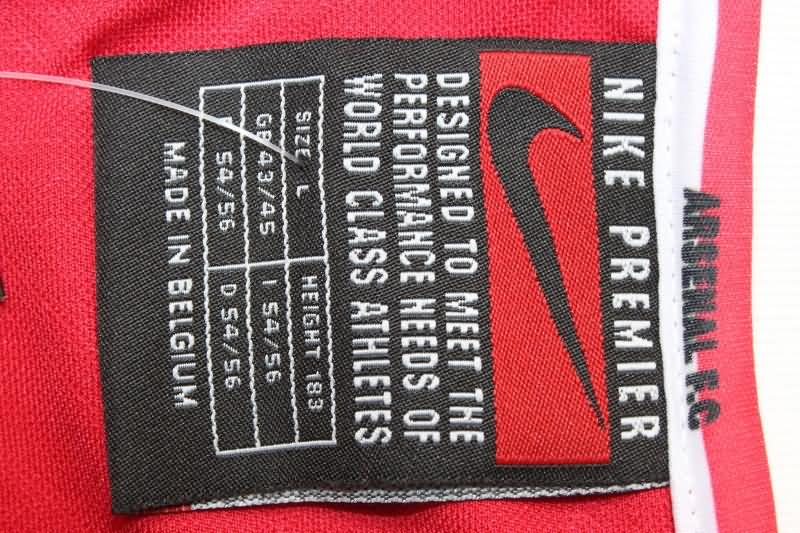 ARSENAL F.C
NIKE PREMIER
DESIGNED TO MEET THE
PERFORMANCE NEEDS OF
WORLD CLASS ATHLETES
SIZE L HEIGHT 183
GB 43/45 I 54/56
54/56 D 54/56
MADE IN BELGIUM